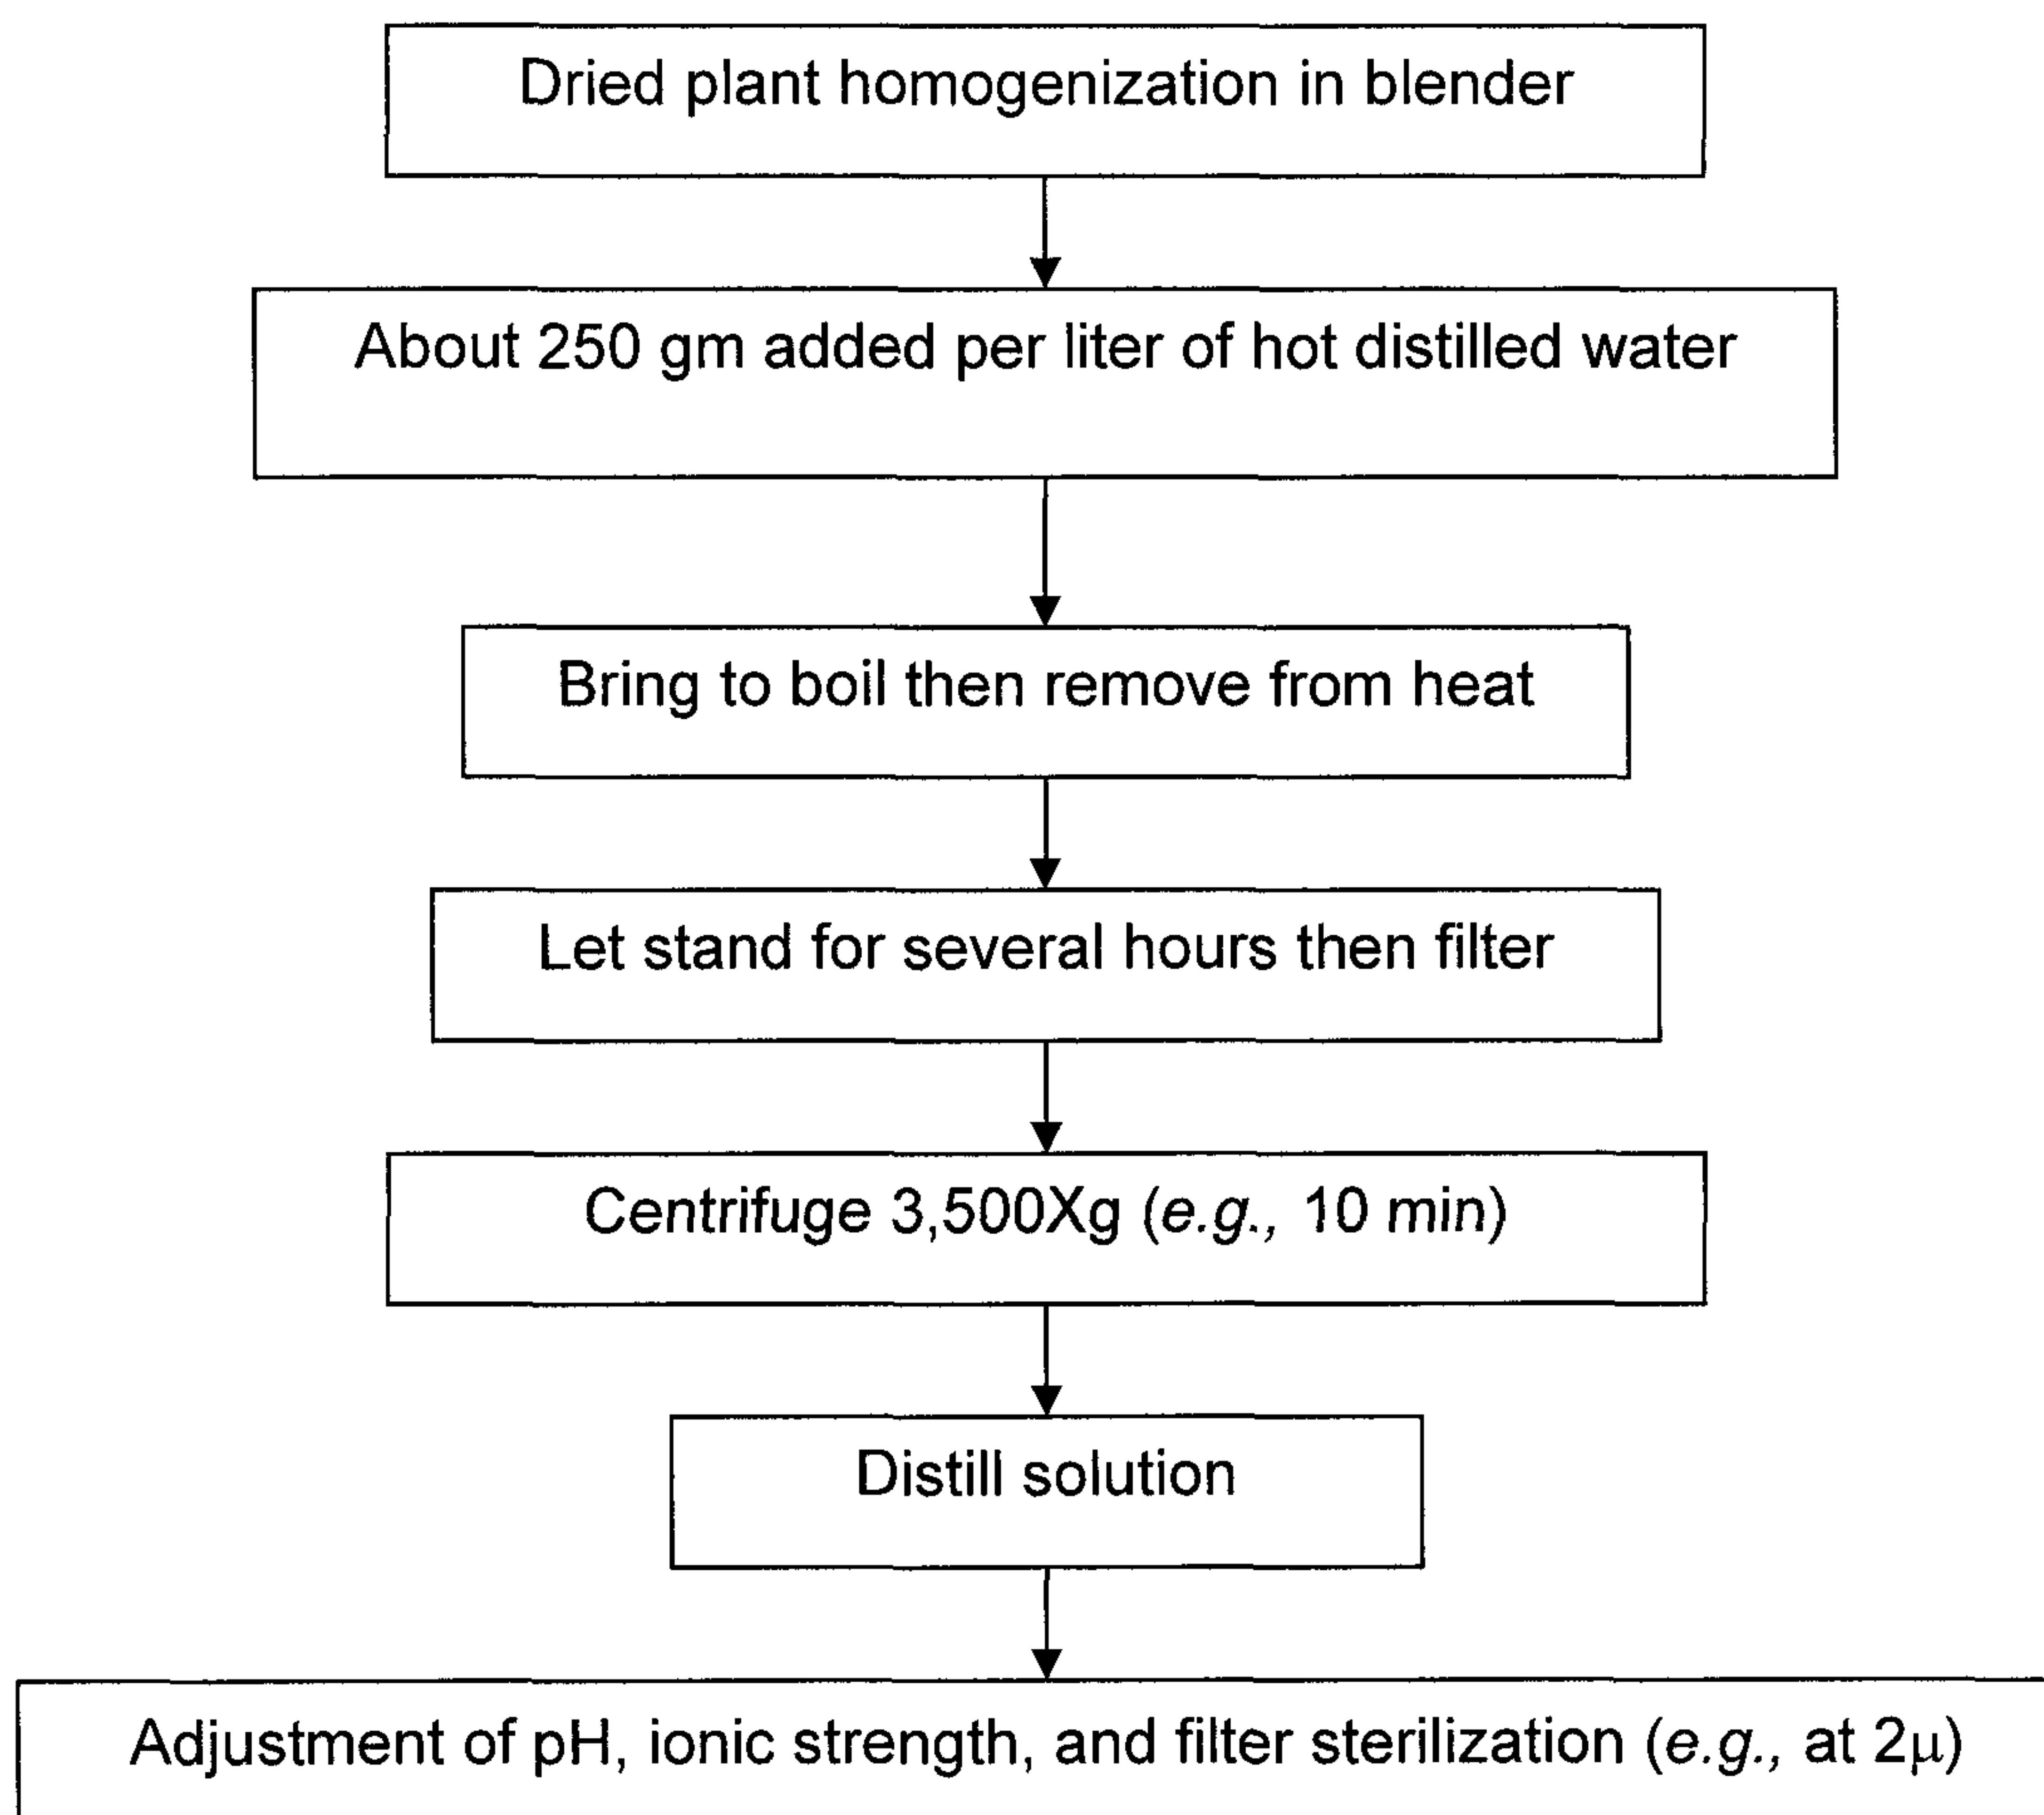 Dried plant homogenization in blender
About 250 gm added per liter of hot distilled water
Bring to boil then remove from heat
Let stand for several hours then filter
Centrifuge 3,500Xg (e.g., 10 min)
Distill solution
Adjustment of pH, ionic strength, and filter sterilization (e.g., at 2μ)